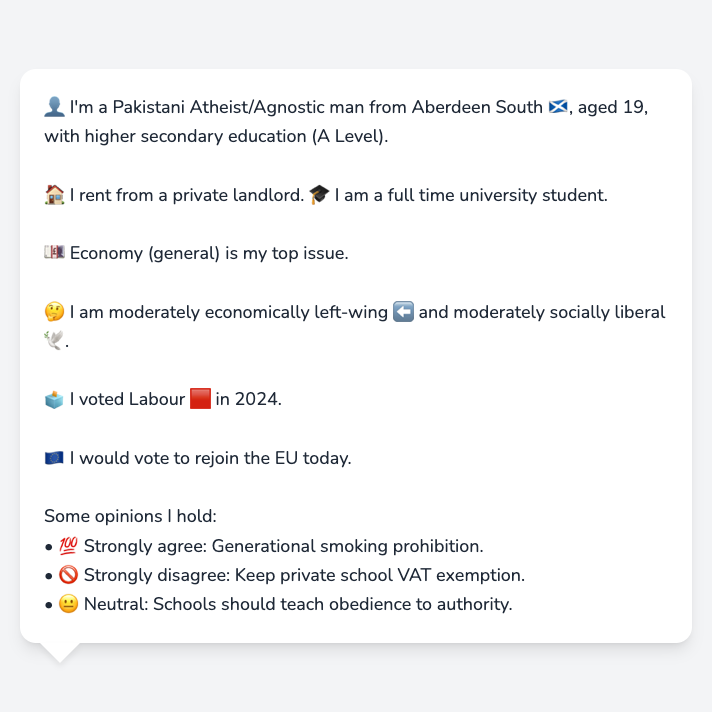 👤 I'm a Pakistani Atheist/Agnostic man from Aberdeen South 🏴󠁧󠁢󠁳󠁣󠁴󠁿, aged 19,
with higher secondary education (A Level).
🏠 I rent from a private landlord. 🎓 I am a full time university student.
💷 Economy (general) is my top issue.
🤔 I am moderately economically left-wing ⬅️ and moderately socially liberal
🕊️.
🗳️ I voted Labour 🟥 in 2024.
🇪🇺 I would vote to rejoin the EU today.
Some opinions I hold:
• 💯 Strongly agree: Generational smoking prohibition.
• 🚫 Strongly disagree: Keep private school VAT exemption.
• 😐 Neutral: Schools should teach obedience to authority.